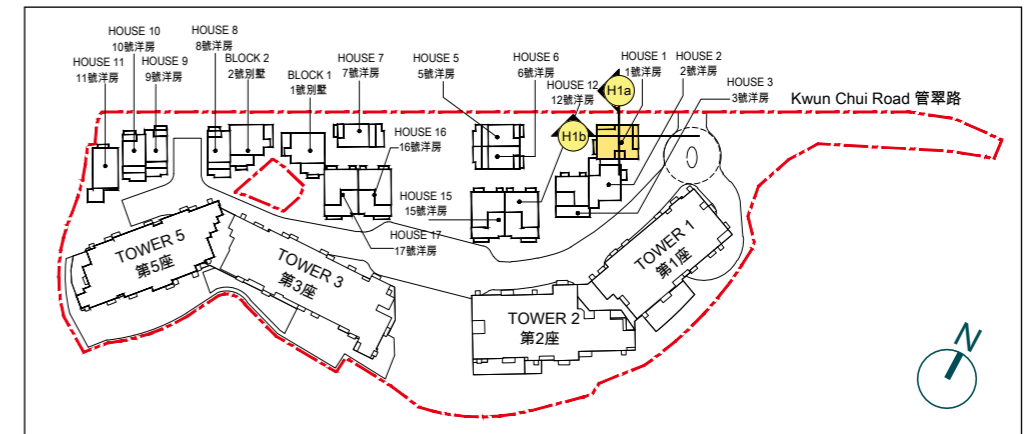 HOUSE 11
11號洋房
HOUSE 10
10號洋房
HOUSE 9
9號洋房
HOUSE 8
8號洋房
BLOCK 2
2號別墅
BLOCK 1
1號別墅
HOUSE 7
7號洋房
HOUSE 16
16號洋房
HOUSE 17
17號洋房
HOUSE 5
5號洋房
HOUSE 6
6號洋房
HOUSE 15
15號洋房
HOUSE 12
12號洋房
H1a
H1b
HOUSE 1
1號洋房
HOUSE 2
2號洋房
HOUSE 3
3號洋房
Kwun Chui Road 管翠路
TOWER 5
第5座
TOWER 3
第3座
TOWER 2
第2座
TOWER 1
第1座
N